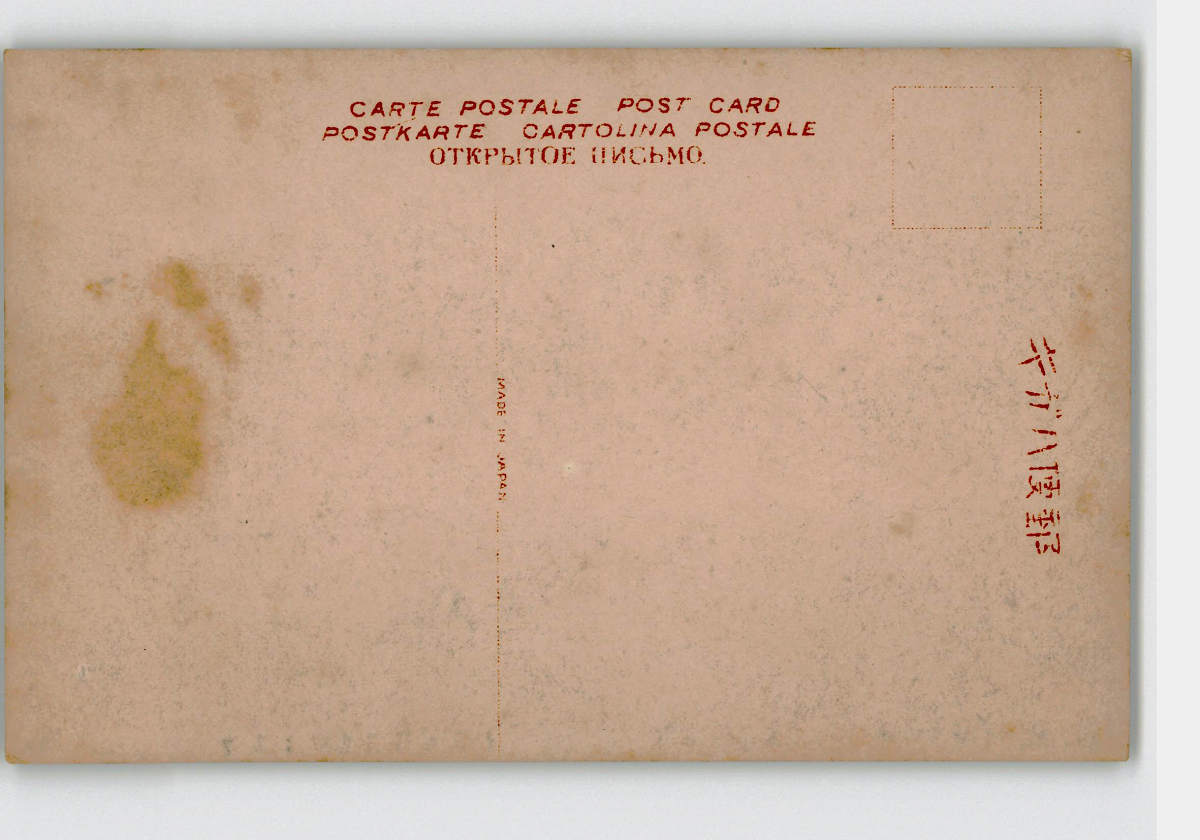 CARTE POSTALE POST CARD
POSTKARTE CARTOLINA POSTALE
ОТКРЫТОЕ ПИСЬМО.
MADE IN JAPAN
郵便ハガキ